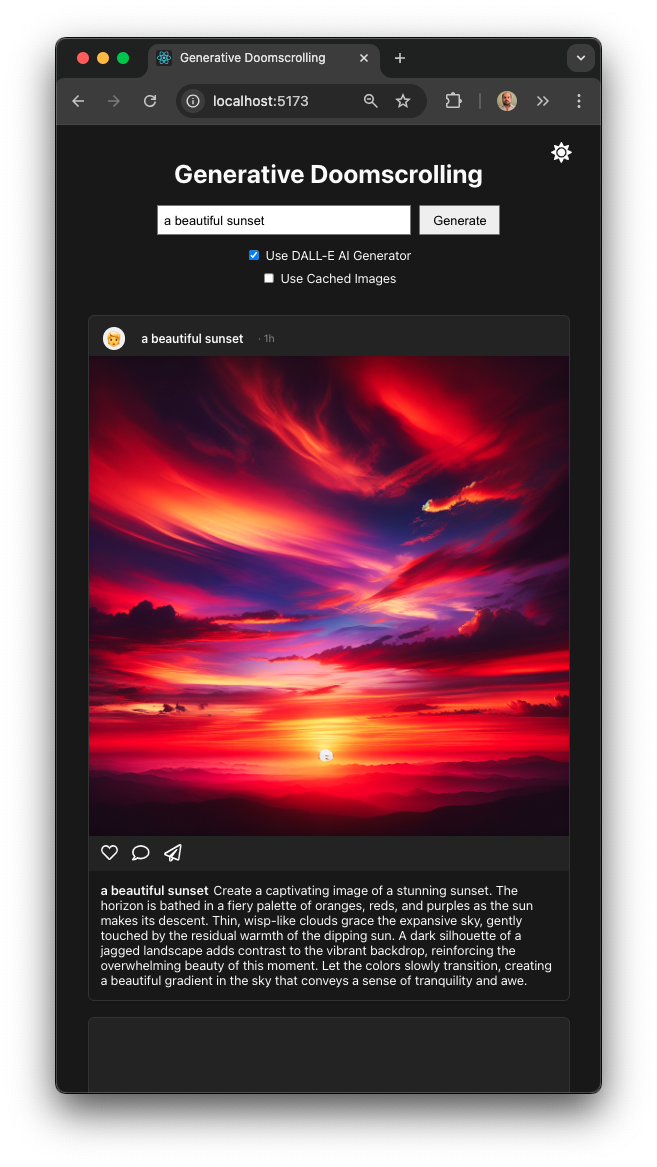 Generative Doomscrolling
localhost:5173
Generative Doomscrolling
a beautiful sunset
Generate
Use DALL-E AI Generator
Use Cached Images
a beautiful sunset · 1h
a beautiful sunset Create a captivating image of a stunning sunset. The
horizon is bathed in a fiery palette of oranges, reds, and purples as the sun
makes its descent. Thin, wisp-like clouds grace the expansive sky, gently
touched by the residual warmth of the dipping sun. A dark silhouette of a
jagged landscape adds contrast to the vibrant backdrop, reinforcing the
overwhelming beauty of this moment. Let the colors slowly transition, creating
a beautiful gradient in the sky that conveys a sense of tranquility and awe.